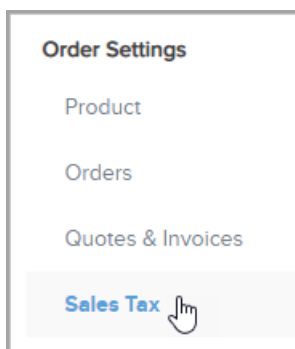 Order Settings
Product
Orders
Quotes & Invoices
Sales Tax